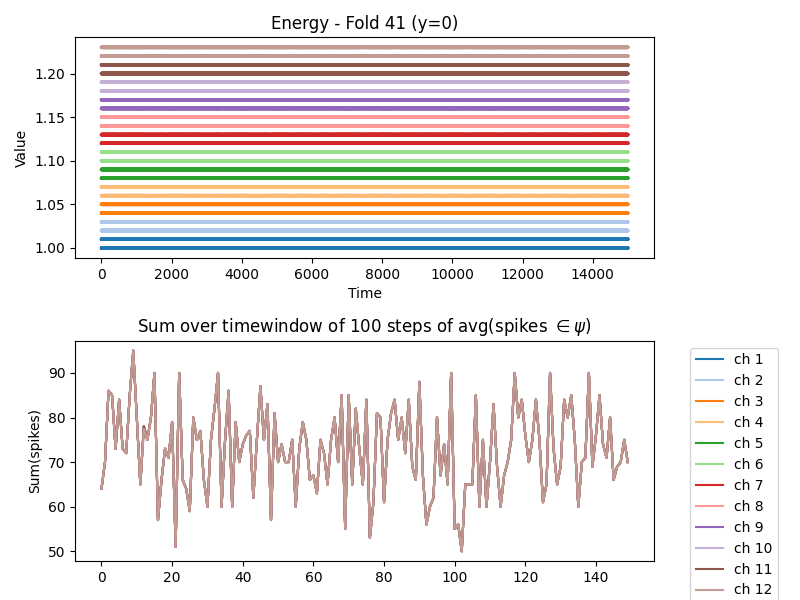 Energy - Fold 41 (y=0)
Value
1.20
1.15
1.10
1.05
1.00
0 2000 4000 6000 8000 10000 12000 14000
Time
Sum over timewindow of 100 steps of avg(spikes ∈ ψ)
Sum(spikes)
90
80
70
60
50
0 20 40 60 80 100 120 140
ch 1
ch 2
ch 3
ch 4
ch 5
ch 6
ch 7
ch 8
ch 9
ch 10
ch 11
ch 12